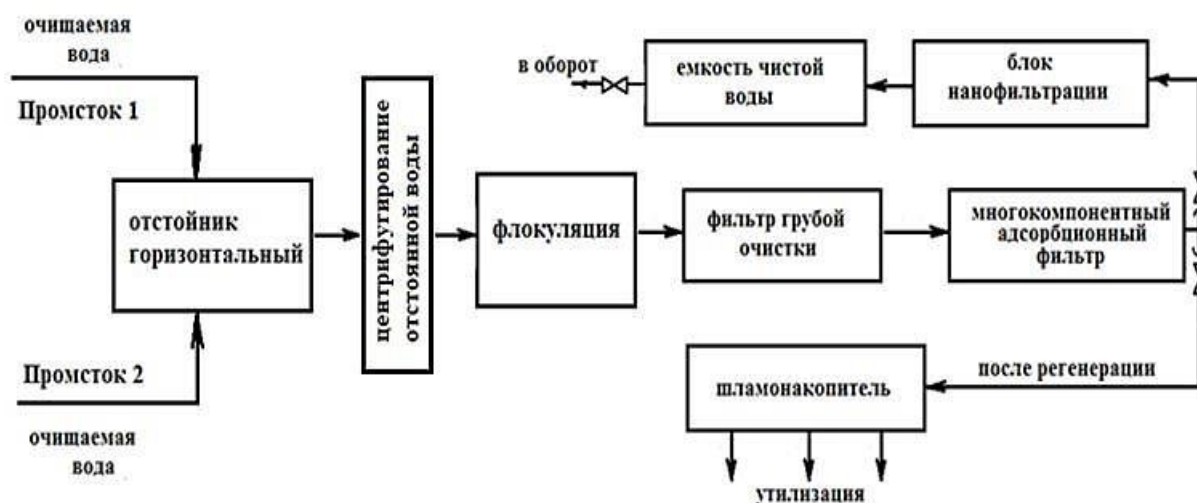 очищаемая
вода
Промсток 1
отстойник
горизонтальный
Промсток 2
очищаемая
вода
центрифугирование
отстоянной воды
флокуляция
фильтр грубой
очистки
многокомпонентный
адсорбционный
фильтр
блок
нанофильтрации
емкость чистой
воды
в оборот
после регенерации
шламонакопитель
утилизация